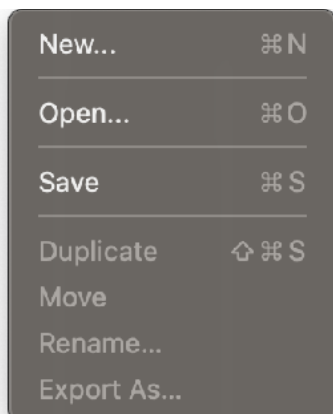 New... ⌘N
Open... ⌘O
Save ⌘S
Duplicate ⇧⌘S
Move
Rename...
Export As...